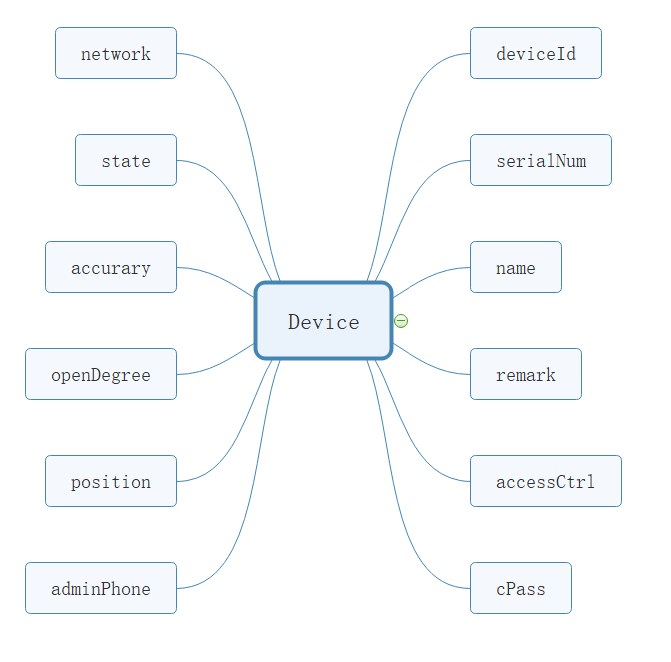 network
deviceId
state
serialNum
accurary
name
Device
openDegree
remark
position
accessCtrl
adminPhone
cPass